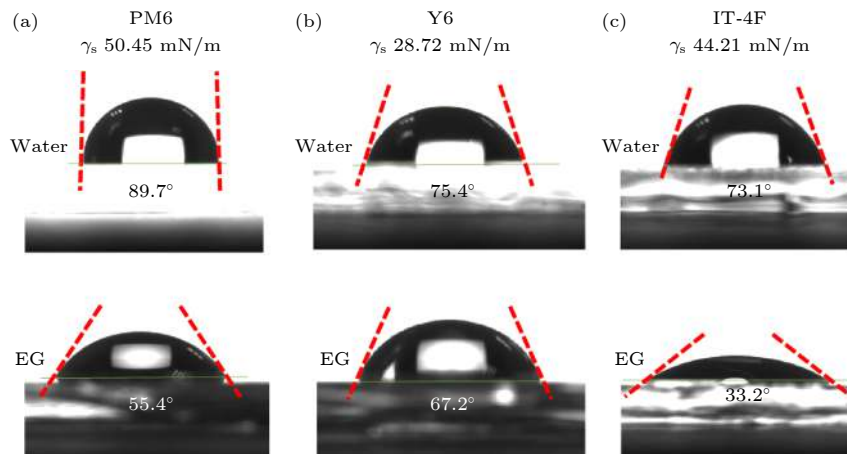 (a) PM6
γs 50.45 mN/m
(b) Y6
γs 28.72 mN/m
(c) IT-4F
γs 44.21 mN/m
Water
89.7°
Water
75.4°
Water
73.1°
EG
55.4°
EG
67.2°
EG
33.2°